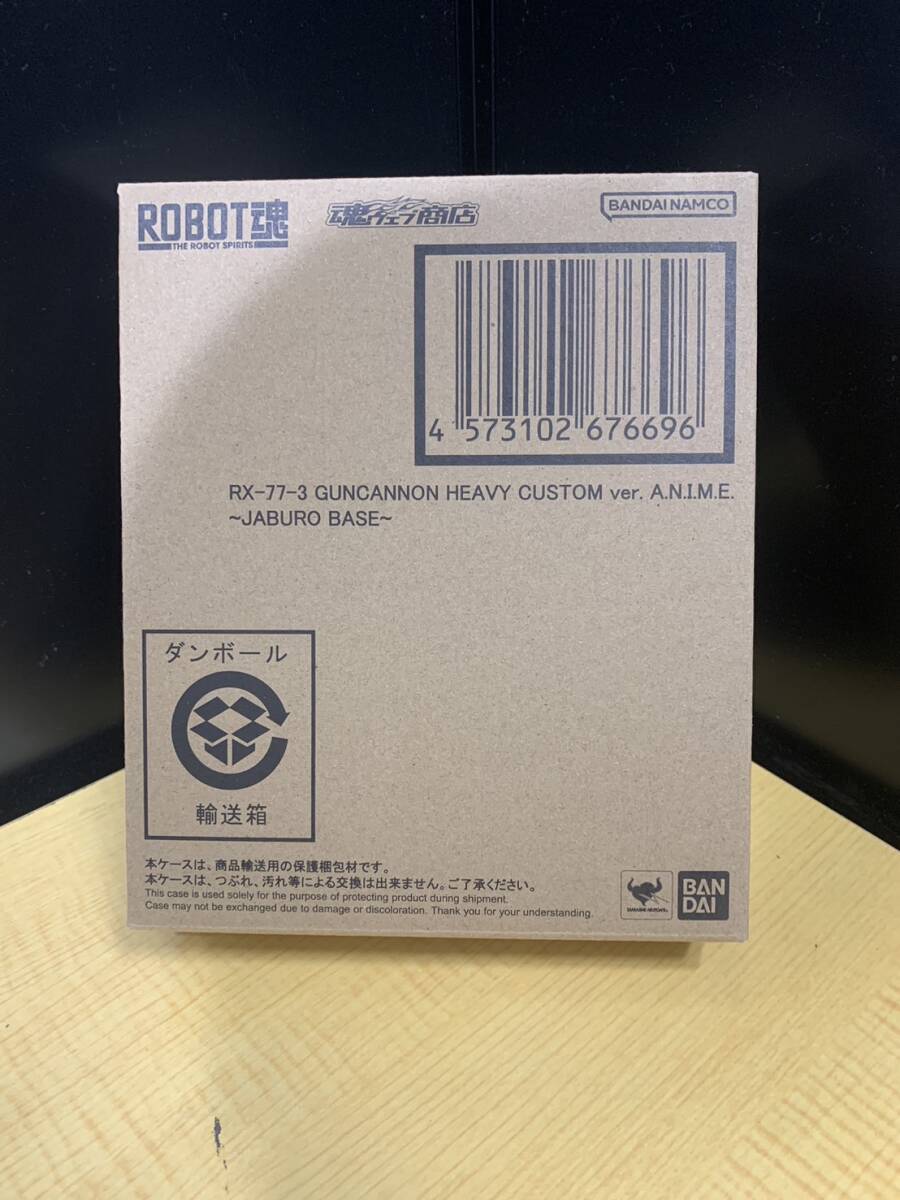 ROBOT魂
THE ROBOT SPIRITS
魂ウェブ商店
BANDAI NAMCO
4 573102 676696
RX-77-3 GUNCANNON HEAVY CUSTOM ver. A.N.I.M.E.
~JABURO BASE~
ダンボール
輸送箱
本ケースは、商品輸送用の保護梱包材です。
本ケースは、つぶれ、汚れ等による交換は出来ません。ご了承ください。
This case is used solely for the purpose of protecting product during shipment.
Case may not be exchanged due to damage or discoloration. Thank you for your understanding.
TAMASHII NATIONS
BAN
DAI